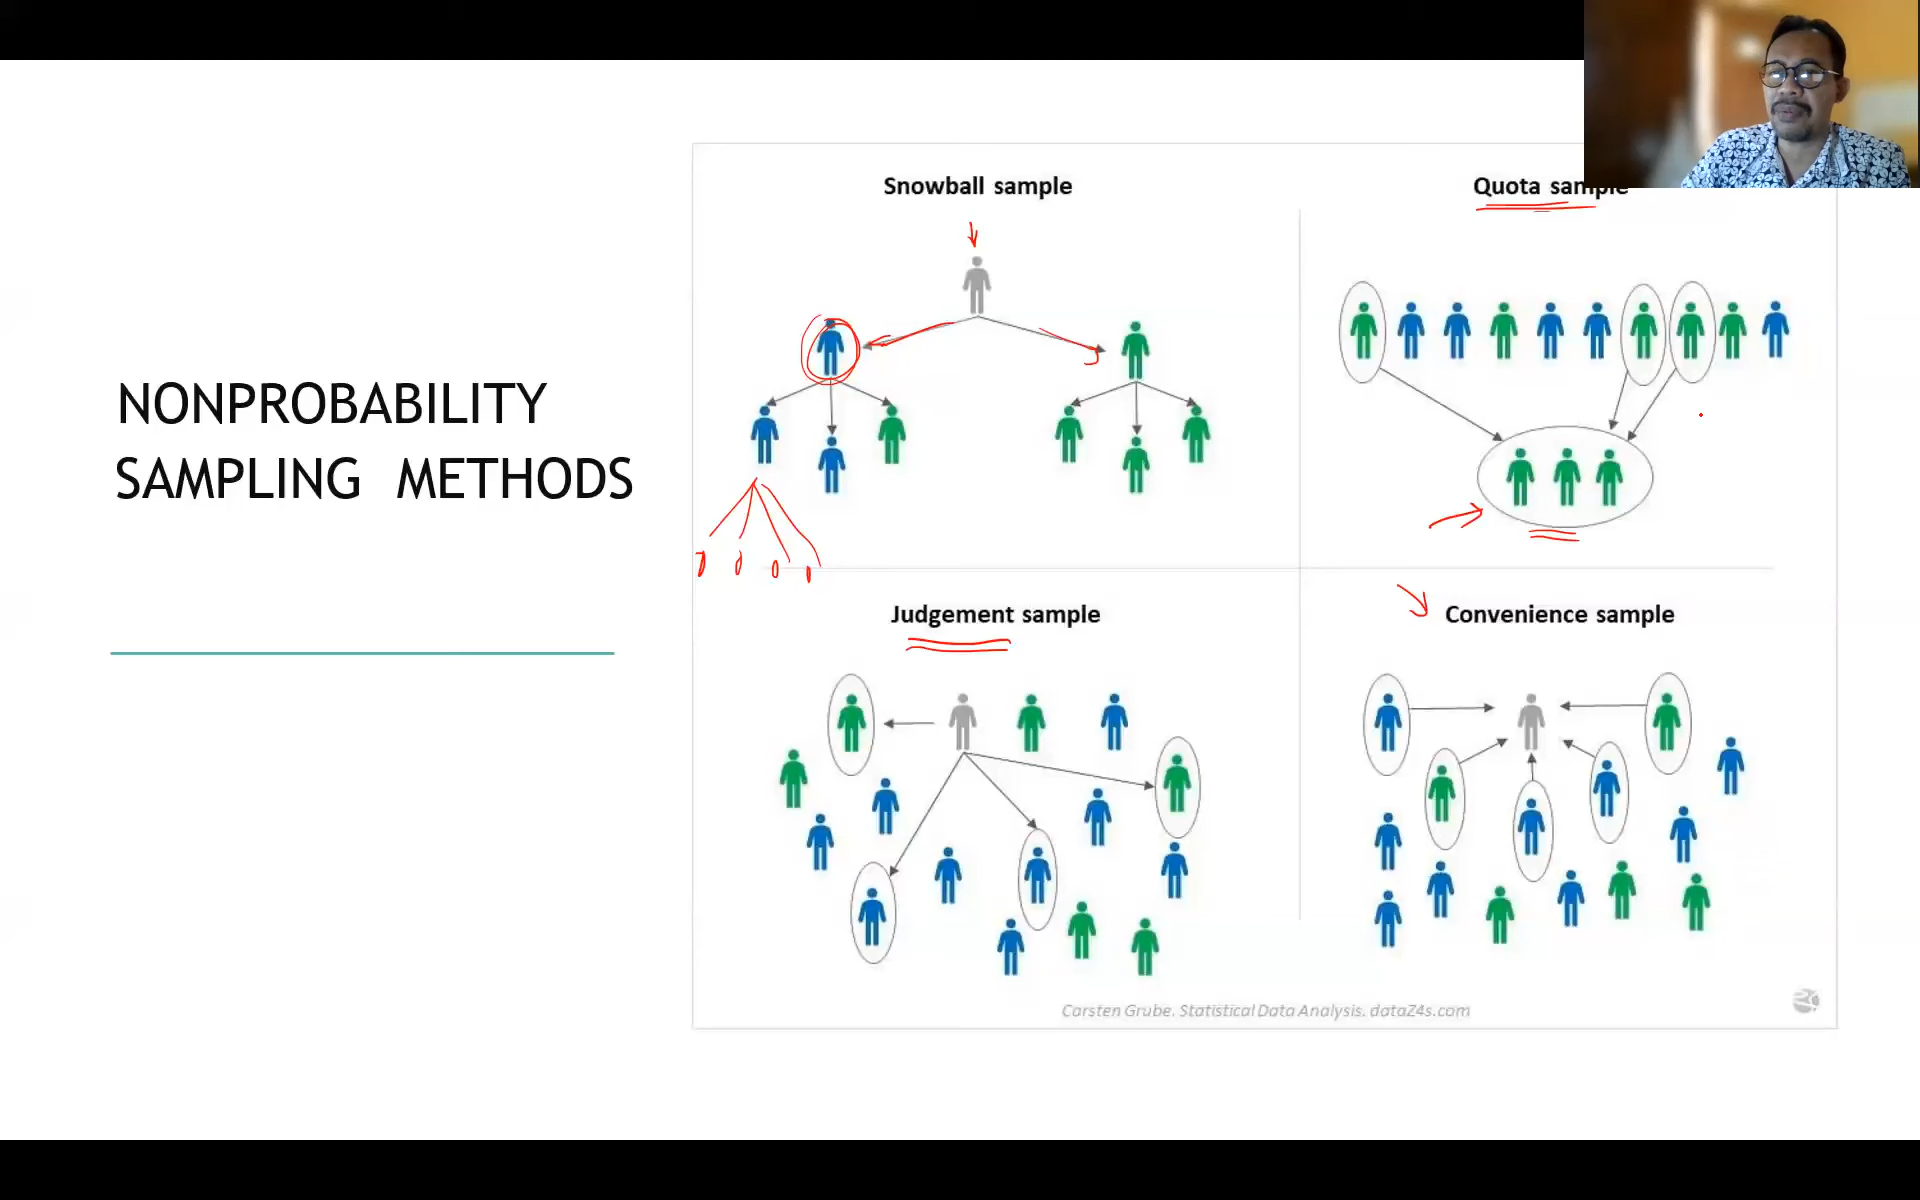 NONPROBABILITY
SAMPLING METHODS
Snowball sample
Quota sample
Judgement sample
Convenience sample
Carsten Grube. Statistical Data Analysis. dataZ4s.com